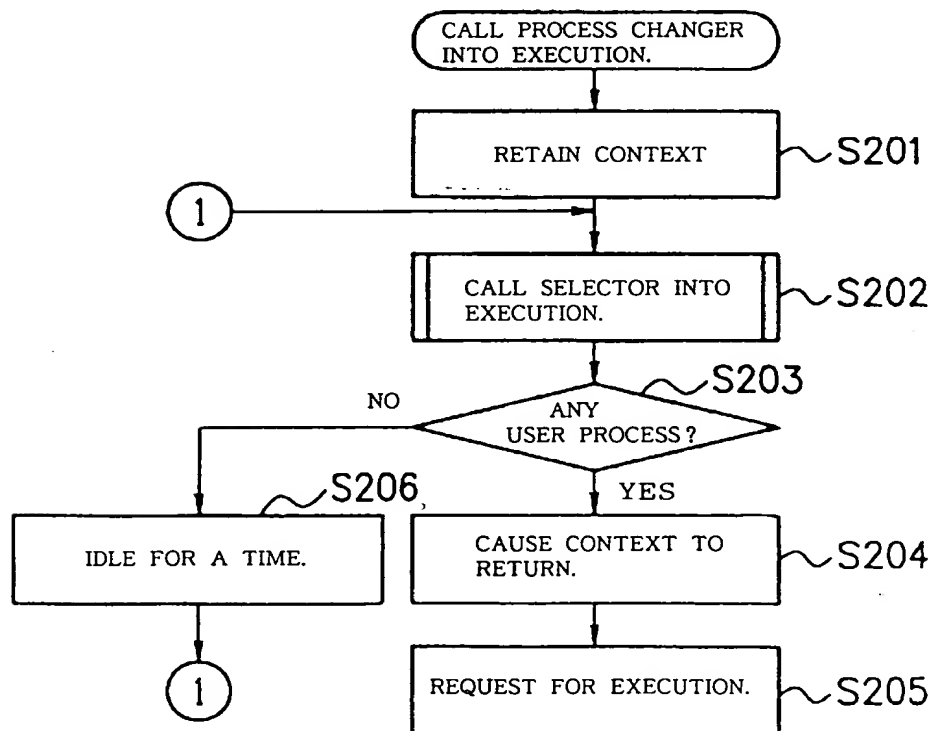 CALL PROCESS CHANGER
INTO EXECUTION.
RETAIN CONTEXT
S201
1
CALL SELECTOR INTO
EXECUTION.
S202
S203
NO
ANY
USER PROCESS?
S206
YES
IDLE FOR A TIME.
CAUSE CONTEXT TO
RETURN.
S204
1
REQUEST FOR EXECUTION.
S205